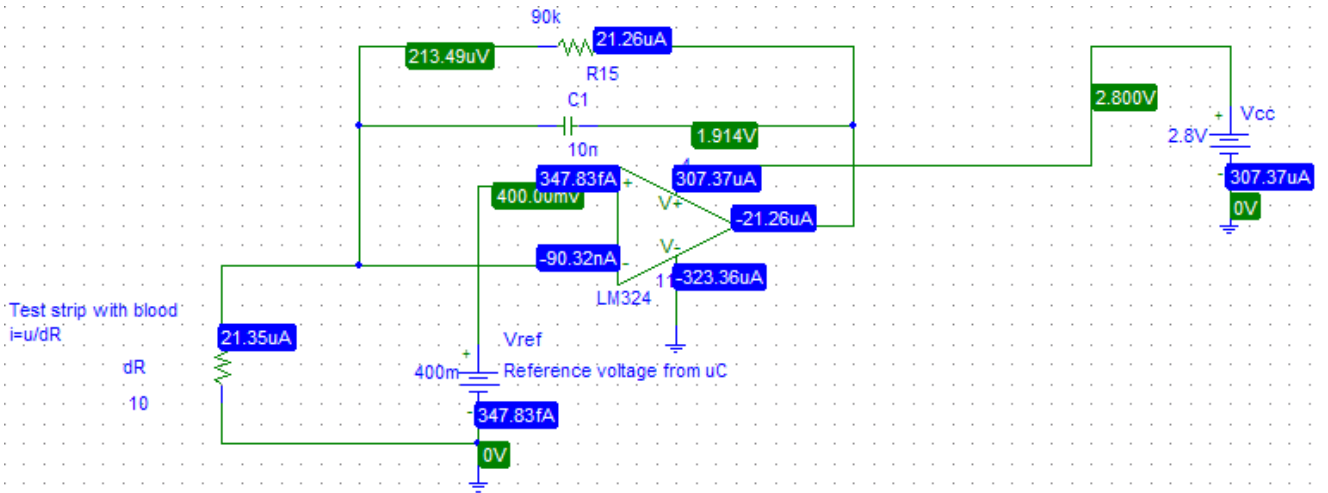 90k
213.49uV
21.26uA
R15
C1
2.800V
1.914V
+
Vcc
2.8V
10n
-
347.83fA
400.00mV
+
307.37uA
307.37uA
V+
0V
-21.26uA
V-
-90.32nA
-
11
-323.36uA
LM324
Test strip with blood
i=u/dR
21.35uA
Vref
+
dR
400m
Reference voltage from uC
10
-
347.83fA
0V